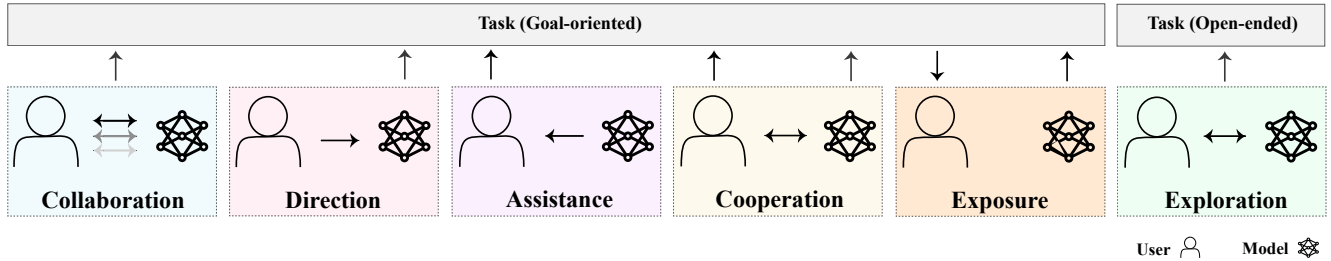 Task (Goal-oriented)
Task (Open-ended)
Collaboration
Direction
Assistance
Cooperation
Exposure
Exploration
User
Model